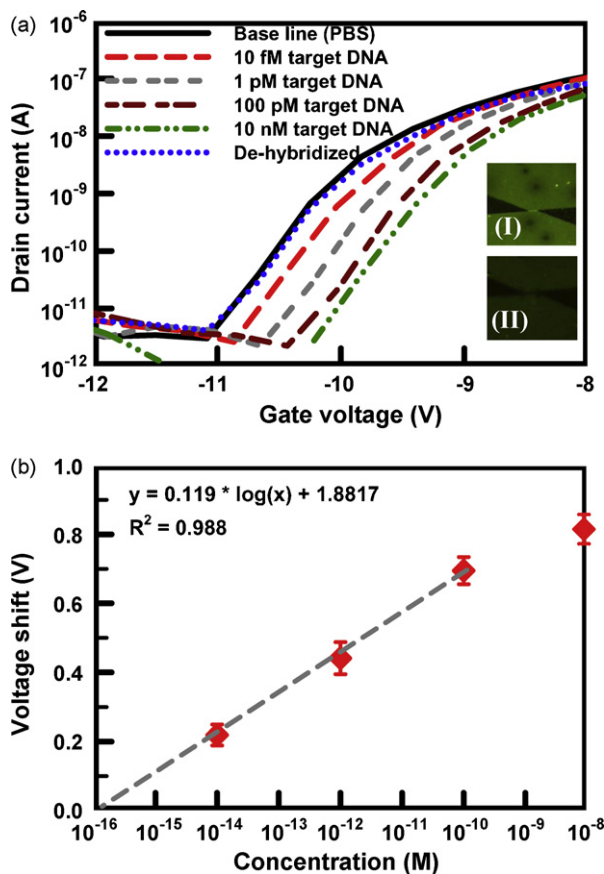 (a)
Base line (PBS)
10 fM target DNA
1 pM target DNA
100 pM target DNA
10 nM target DNA
De-hybridized
(I)
(II)
Drain current (A)
10⁻⁶
10⁻⁷
10⁻⁸
10⁻⁹
10⁻¹⁰
10⁻¹¹
10⁻¹²
-12 -11 -10 -9 -8
Gate voltage (V)
(b)
y = 0.119 * log(x) + 1.8817
R² = 0.988
Voltage shift (V)
1.0
0.8
0.6
0.4
0.2
0.0
10⁻¹⁶ 10⁻¹⁵ 10⁻¹⁴ 10⁻¹³ 10⁻¹² 10⁻¹¹ 10⁻¹⁰ 10⁻⁹ 10⁻⁸
Concentration (M)